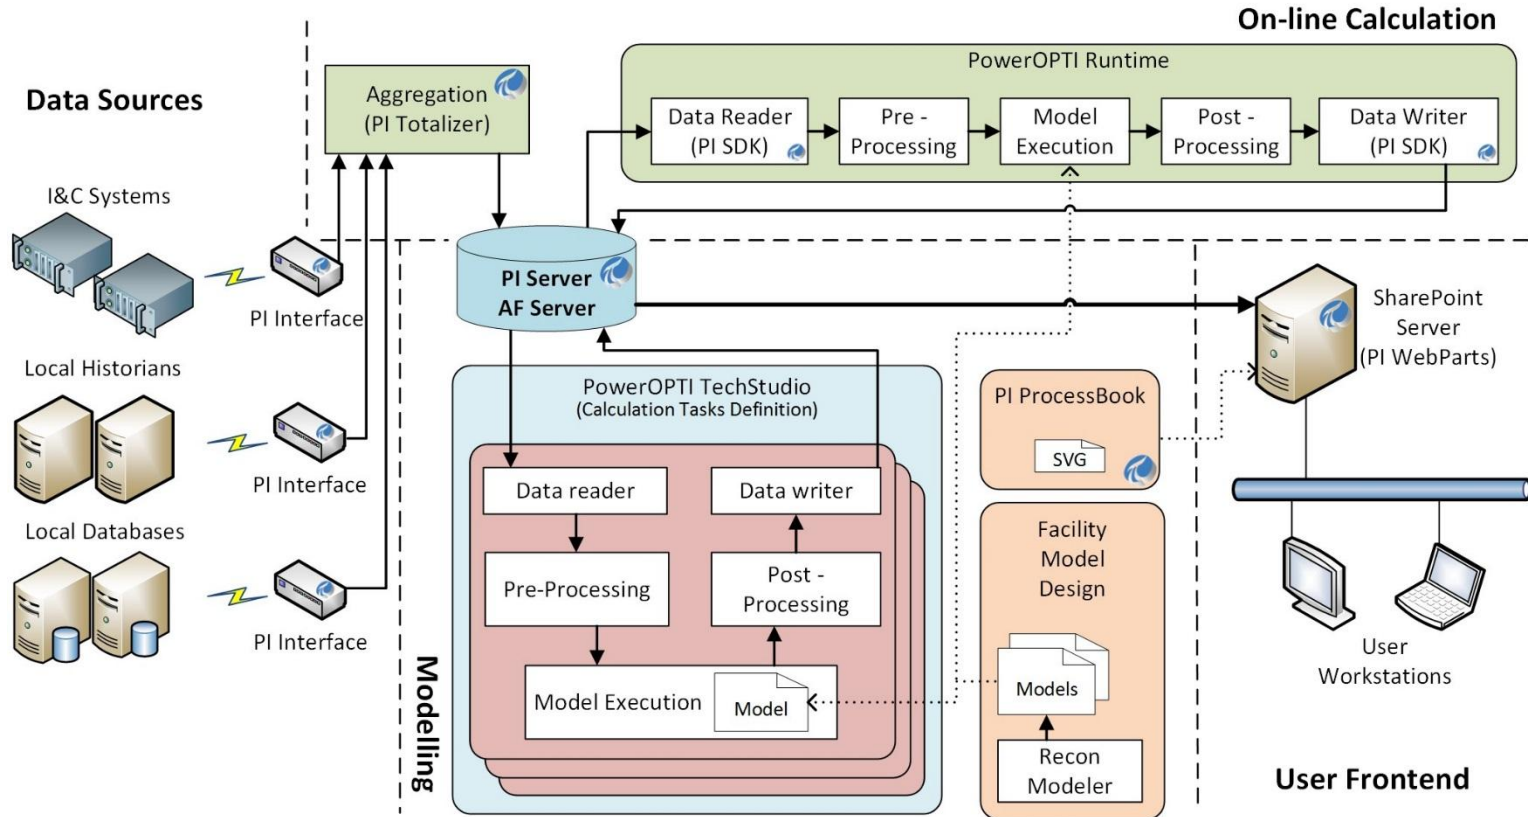 On-line Calculation
PowerOPTI Runtime
Data Reader
(PI SDK)
Pre -
Processing
Model
Execution
Post -
Processing
Data Writer
(PI SDK)
Data Sources
Aggregation
(PI Totalizer)
I&C Systems
PI Interface
Local Historians
PI Interface
Local Databases
PI Interface
PI Server
AF Server
Modelling
PowerOPTI TechStudio
(Calculation Tasks Definition)
Data reader
Data writer
Pre-Processing
Post -
Processing
Model Execution
Model
PI ProcessBook
SVG
Facility
Model
Design
Models
Recon
Modeler
SharePoint
Server
(PI WebParts)
User
Workstations
User Frontend